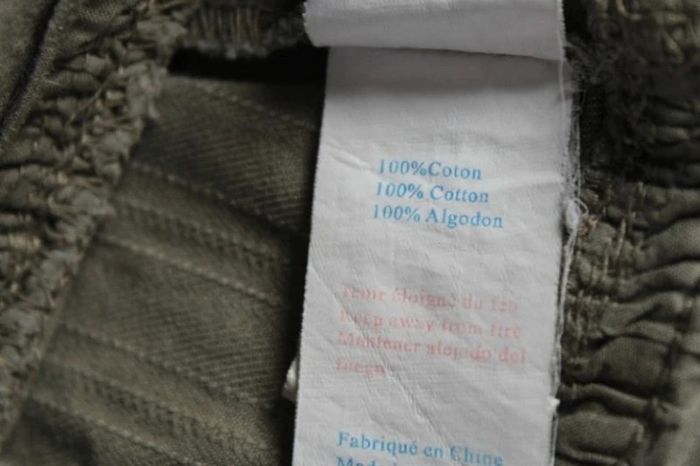 100%Coton
100% Cotton
100% Algodon
Tenir éloigné du feu
Keep away from fire
Mantener alejado del
fuego
Fabriqué en Chine
Made